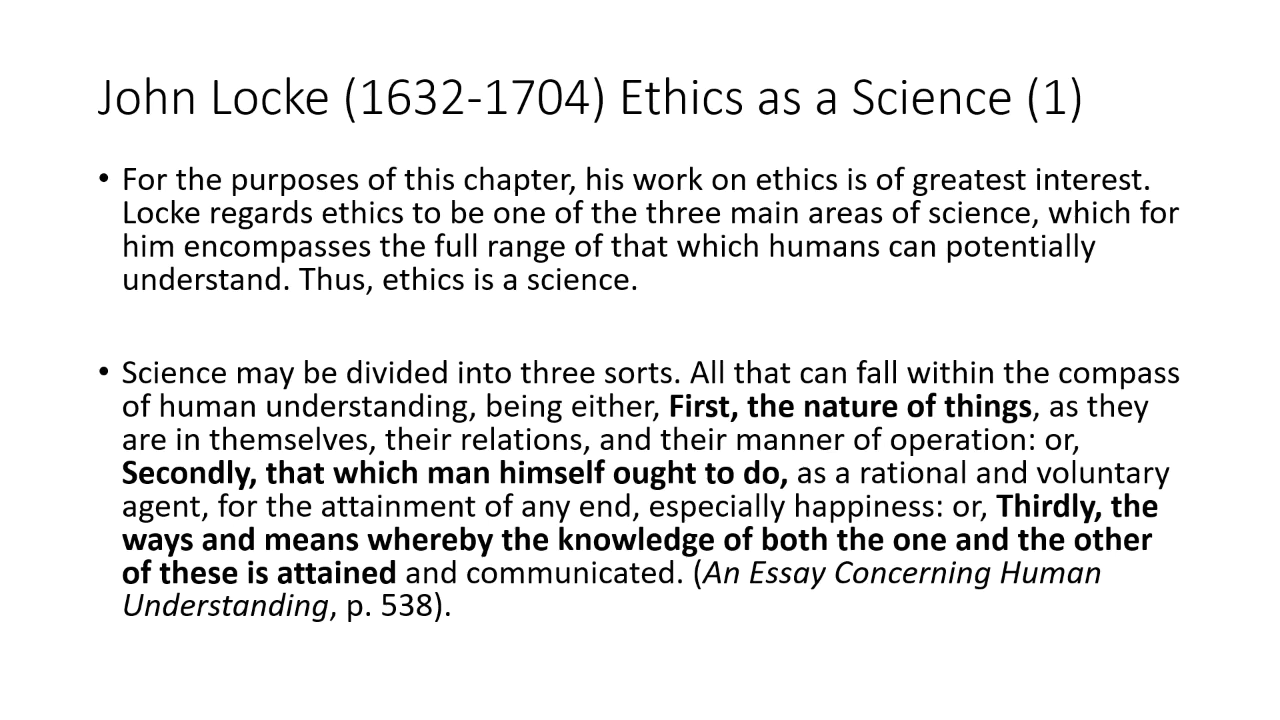 John Locke (1632-1704) Ethics as a Science (1)
• For the purposes of this chapter, his work on ethics is of greatest interest.
Locke regards ethics to be one of the three main areas of science, which for
him encompasses the full range of that which humans can potentially
understand. Thus, ethics is a science.
• Science may be divided into three sorts. All that can fall within the compass
of human understanding, being either, First, the nature of things, as they
are in themselves, their relations, and their manner of operation: or,
Secondly, that which man himself ought to do, as a rational and voluntary
agent, for the attainment of any end, especially happiness: or, Thirdly, the
ways and means whereby the knowledge of both the one and the other
of these is attained and communicated. (An Essay Concerning Human
Understanding, p. 538).